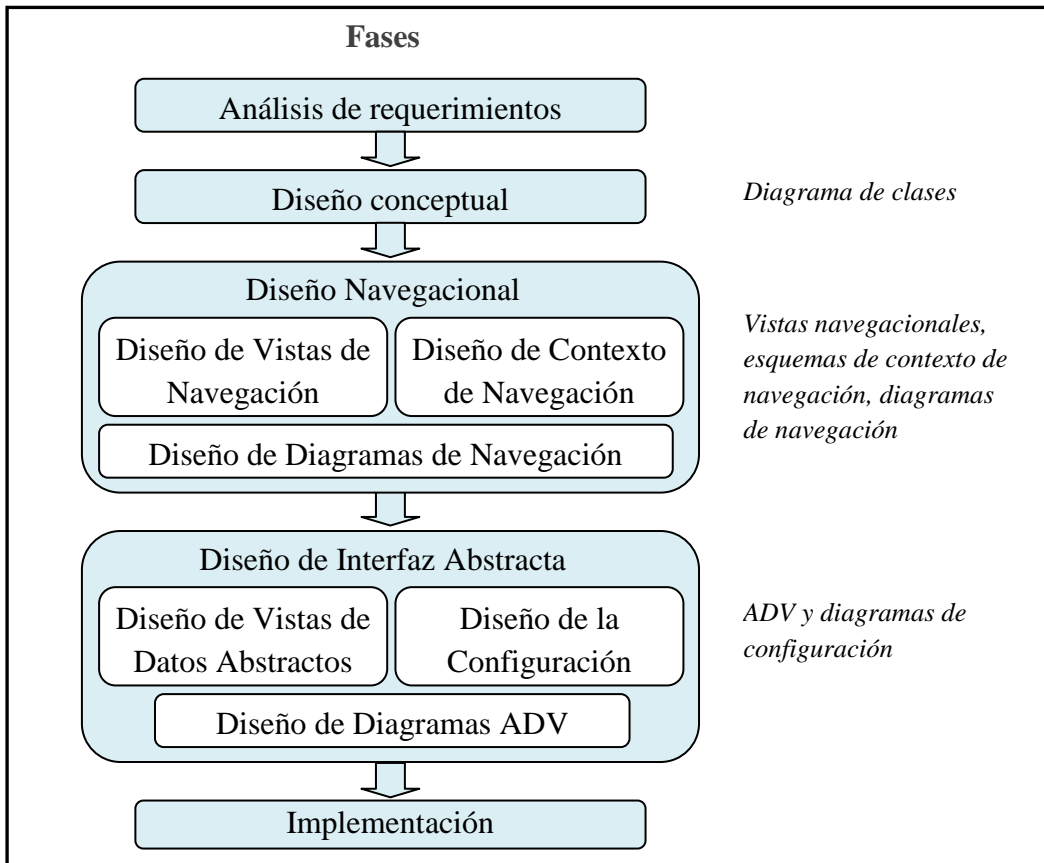 Fases
Análisis de requerimientos
Diseño conceptual
Diagrama de clases
Diseño Navegacional
Diseño de Vistas de
Navegación
Diseño de Contexto
de Navegación
Diseño de Diagramas de Navegación
Vistas navegacionales,
esquemas de contexto de
navegación, diagramas
de navegación
Diseño de Interfaz Abstracta
Diseño de Vistas de
Datos Abstractos
Diseño de la
Configuración
Diseño de Diagramas ADV
ADV y diagramas de
configuración
Implementación